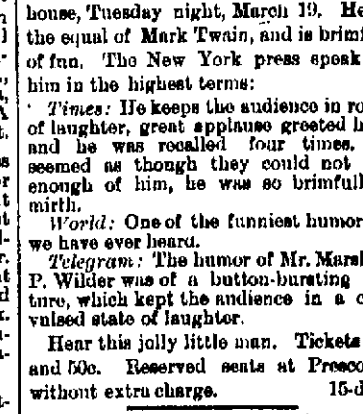 house, Tuesday night, March 19. He
the equal of Mark Twain, and is brimf
of fun. The New York press speak
him in the highest terms:
Times: He keeps the audience in ro
of laughter, great applause greeted h
and he was recalled four times.
seemed as though they could not
enough of him, he was so brimfull
mirth.
World: One of the funniest humor
we have ever heard.
Telegram: The humor of Mr. Marsh
P. Wilder was of a button-bursting
ture, which kept the audience in a c
vulsed state of laughter.
Hear this jolly little man. Tickets
and 50c. Reserved seats at Presco
without extra charge. 15-d